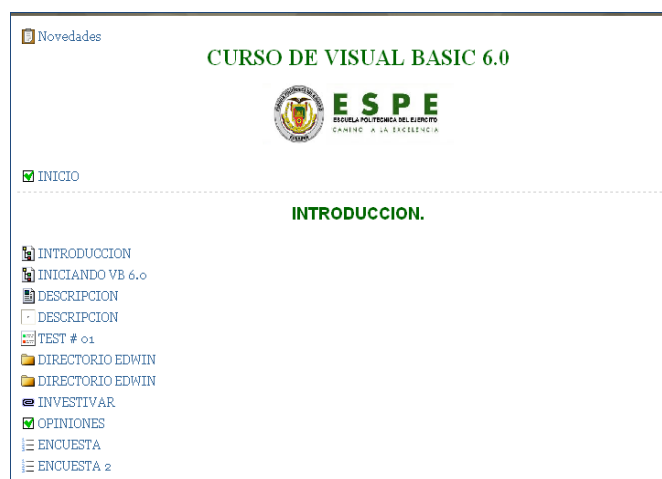 Novedades
CURSO DE VISUAL BASIC 6.0
E S P E
ESCUELA POLITECNICA DEL EJERCITO
CAMINO A LA EXCELENCIA
INICIO
INTRODUCCION.
INTRODUCCION
INICIANDO VB 6.0
DESCRIPCION
DESCRIPCION
TEST # 01
DIRECTORIO EDWIN
DIRECTORIO EDWIN
INVESTIVAR
OPINIONES
ENCUESTA
ENCUESTA 2